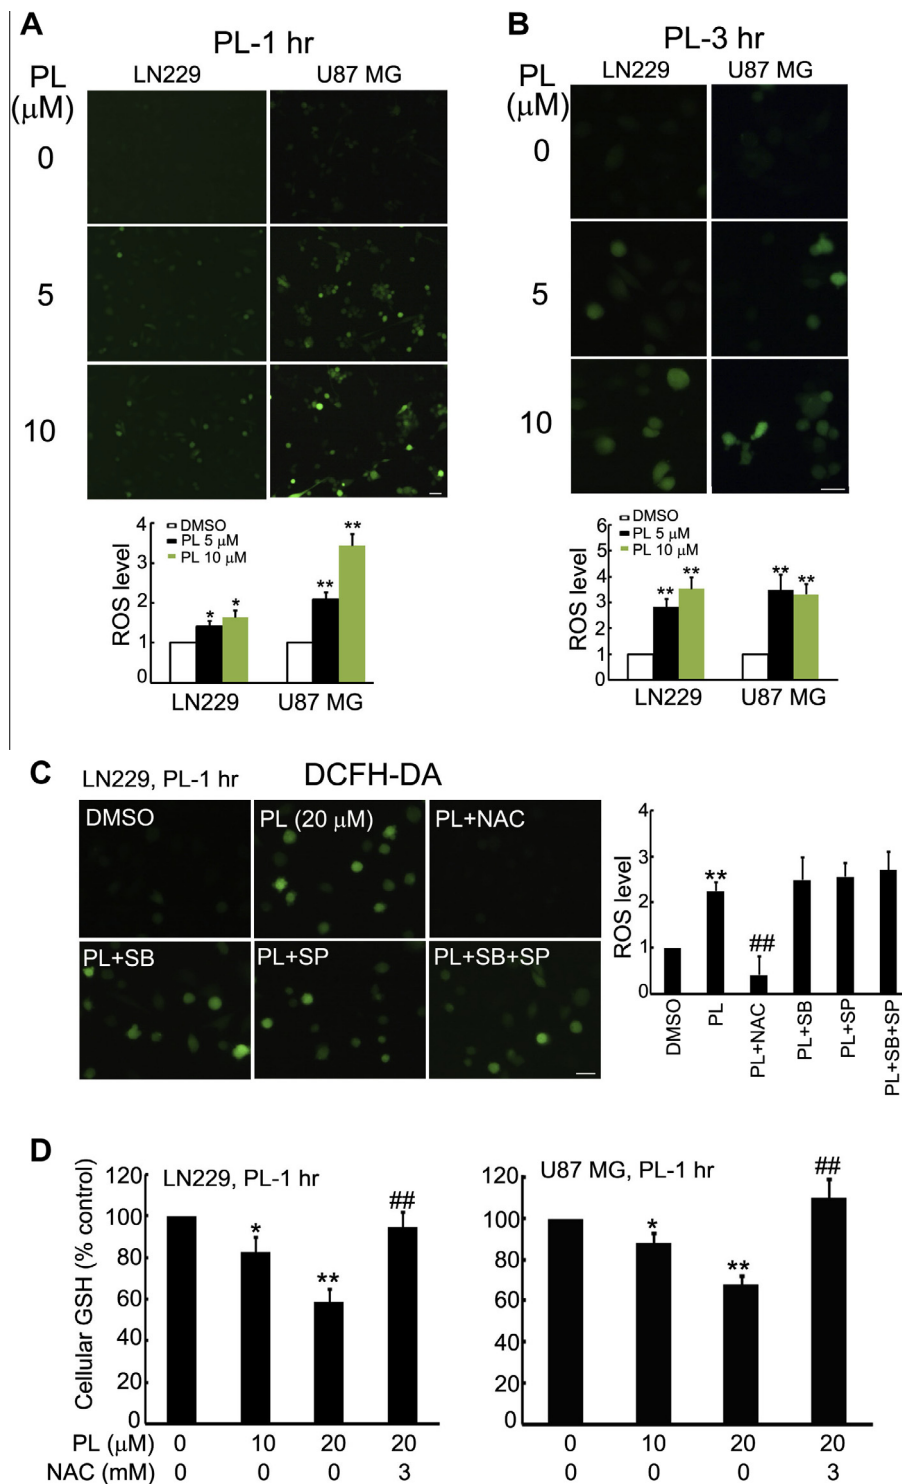 A
PL-1 hr
PL
(μM)
LN229 U87 MG
0
5
10
4
3
2
1
0
ROS level
DMSO
PL 5 μM
PL 10 μM
* * ** **
LN229 U87 MG
B
PL-3 hr
PL
(μM)
LN229 U87 MG
0
5
10
6
5
4
3
2
1
0
ROS level
DMSO
PL 5 μM
PL 10 μM
** ** ** **
LN229 U87 MG
C
LN229, PL-1 hr DCFH-DA
DMSO PL (20 μM) PL+NAC
PL+SB PL+SP PL+SB+SP
4
3
2
1
0
ROS level
** ##
DMSO
PL
PL+NAC
PL+SB
PL+SP
PL+SB+SP
D
Cellular GSH (% control)
120
100
80
60
40
20
0
LN229, PL-1 hr
* ** ##
PL (μM) 0 10 20 20
NAC (mM) 0 0 0 3
120
100
80
60
40
20
0
U87 MG, PL-1 hr
* ** ##
0 10 20 20
0 0 0 3